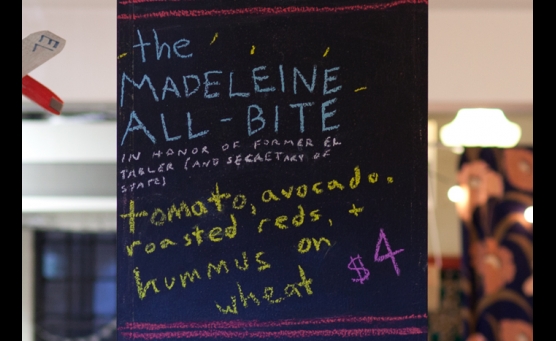 the
MADELEINE
ALL-BITE
IN HONOR OF FORMER EL
TABLER (AND SECRETARY OF
STATE)
tomato, avocado.
roasted reds, +
hummus on
wheat
$4